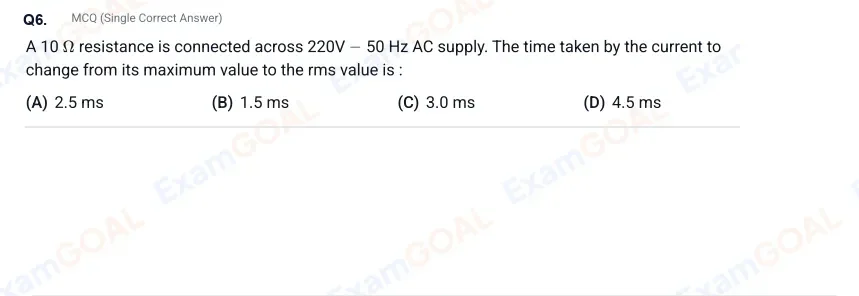 Q6. MCQ (Single Correct Answer)
A 10 Ω resistance is connected across 220V − 50 Hz AC supply. The time taken by the current to
change from its maximum value to the rms value is :
(A) 2.5 ms (B) 1.5 ms (C) 3.0 ms (D) 4.5 ms
ExamGOAL
ExamGOAL